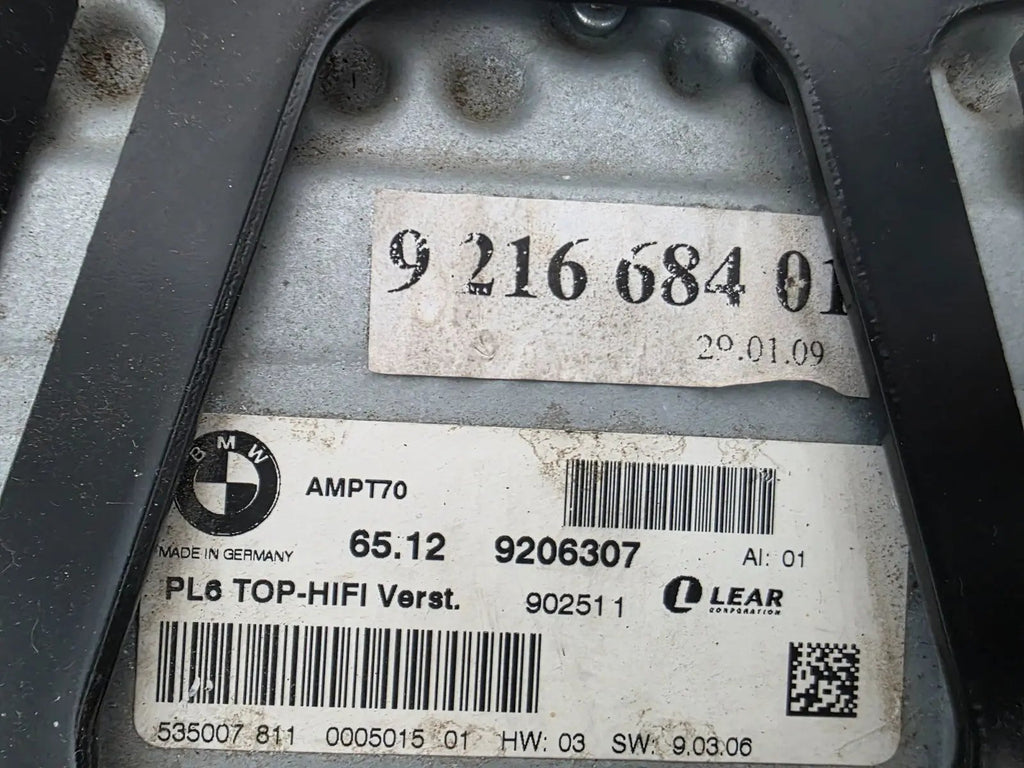 9 216 684 01
29.01.09
BMW
AMPT70
65.12 9206307 AI: 01
MADE IN GERMANY
PL6 TOP-HIFI Verst. 902511 LEAR
CORPORATION
535007 811 0005015 01 HW: 03 SW: 9.03.06